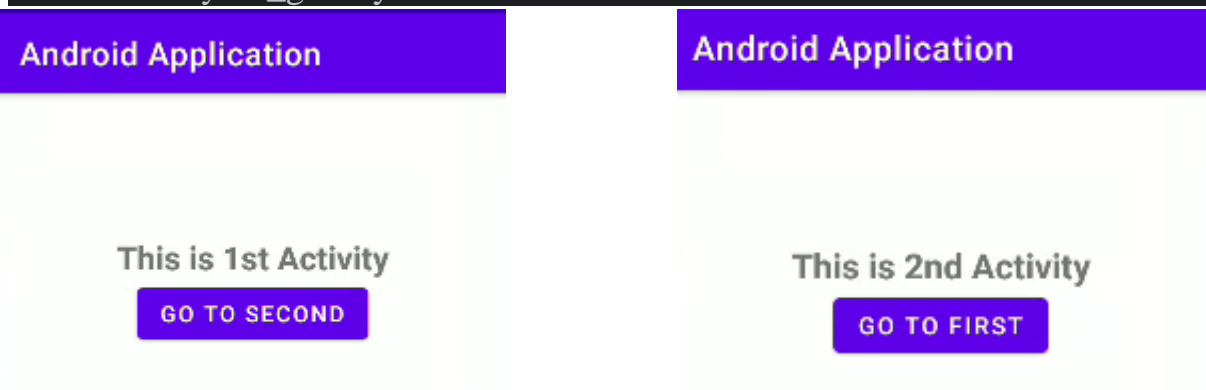 Android Application
This is 1st Activity
GO TO SECOND
Android Application
This is 2nd Activity
GO TO FIRST